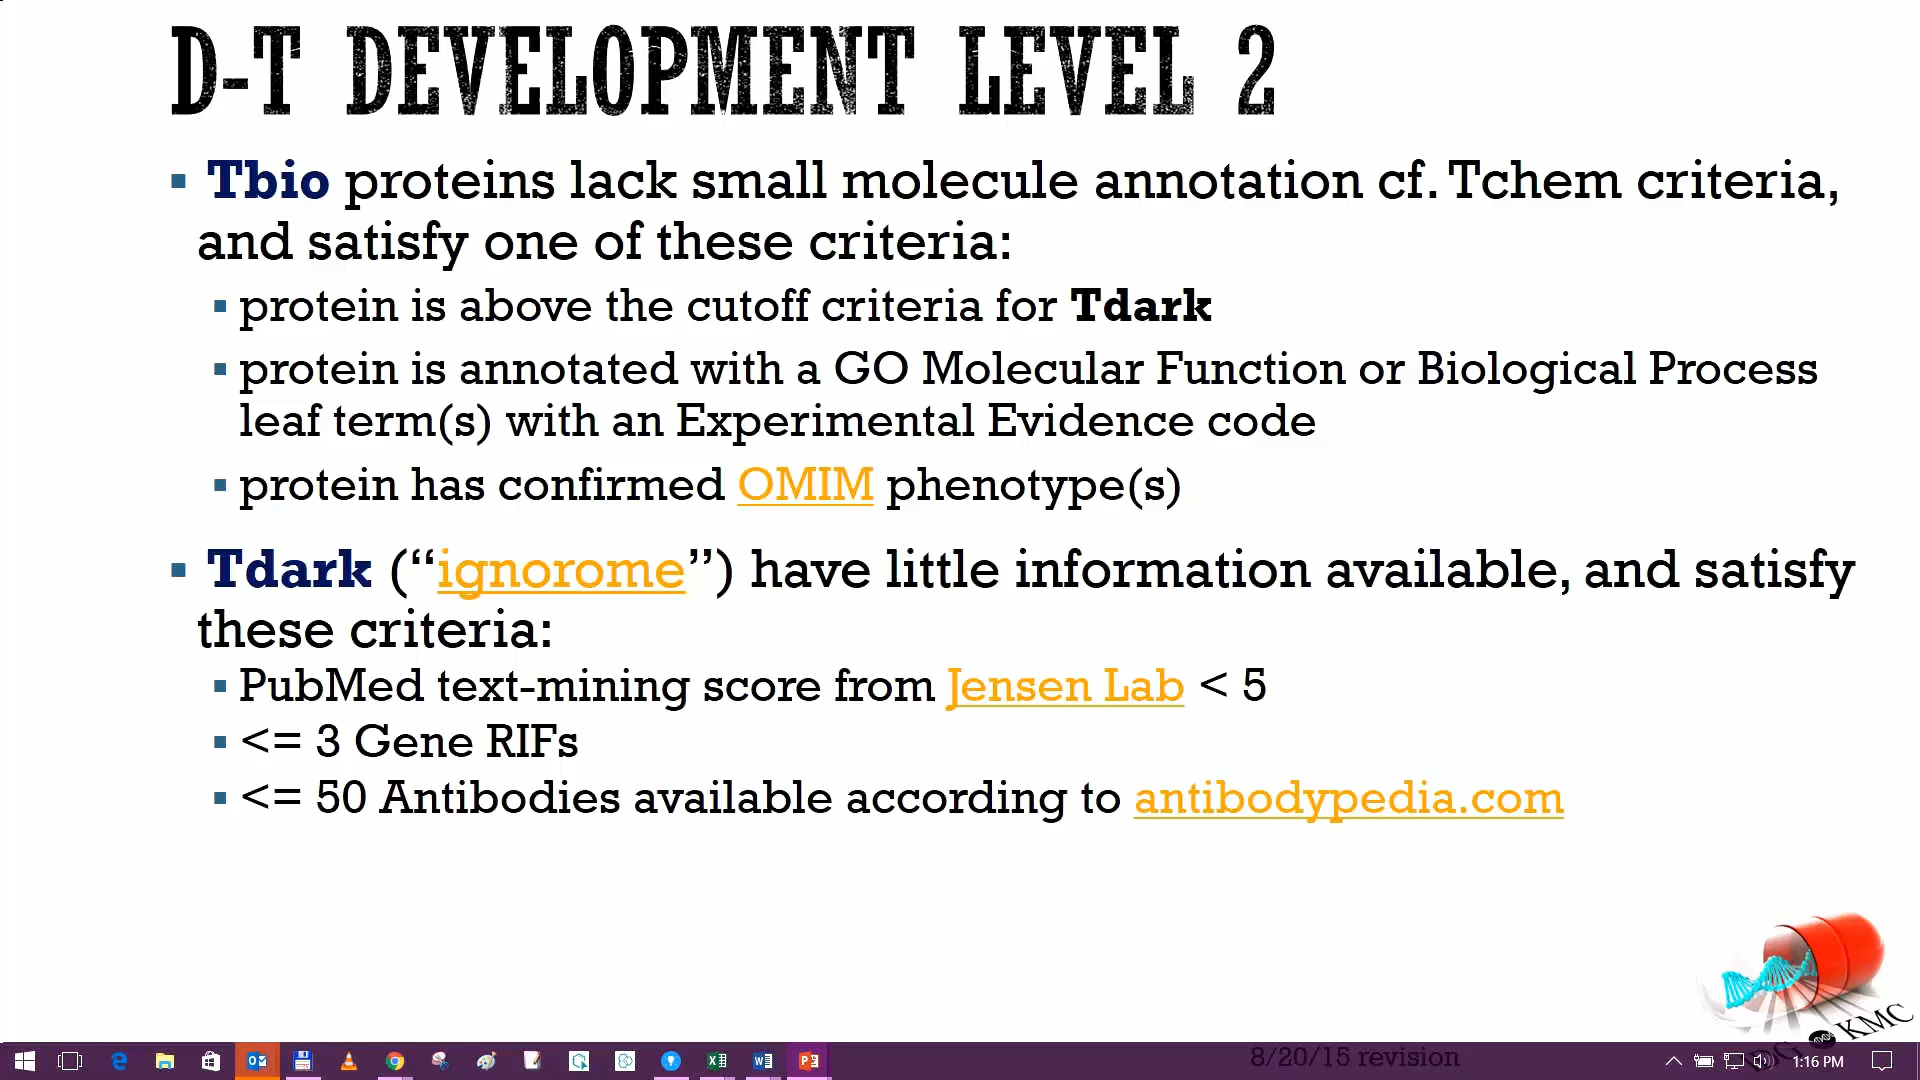 D-T DEVELOPMENT LEVEL 2
▪ Tbio proteins lack small molecule annotation cf. Tchem criteria,
and satisfy one of these criteria:
▪ protein is above the cutoff criteria for Tdark
▪ protein is annotated with a GO Molecular Function or Biological Process
leaf term(s) with an Experimental Evidence code
▪ protein has confirmed OMIM phenotype(s)
▪ Tdark (“ignorome”) have little information available, and satisfy
these criteria:
▪ PubMed text-mining score from Jensen Lab < 5
▪ <= 3 Gene RIFs
▪ <= 50 Antibodies available according to antibodypedia.com
KMC
8/20/15 revision
1:16 PM